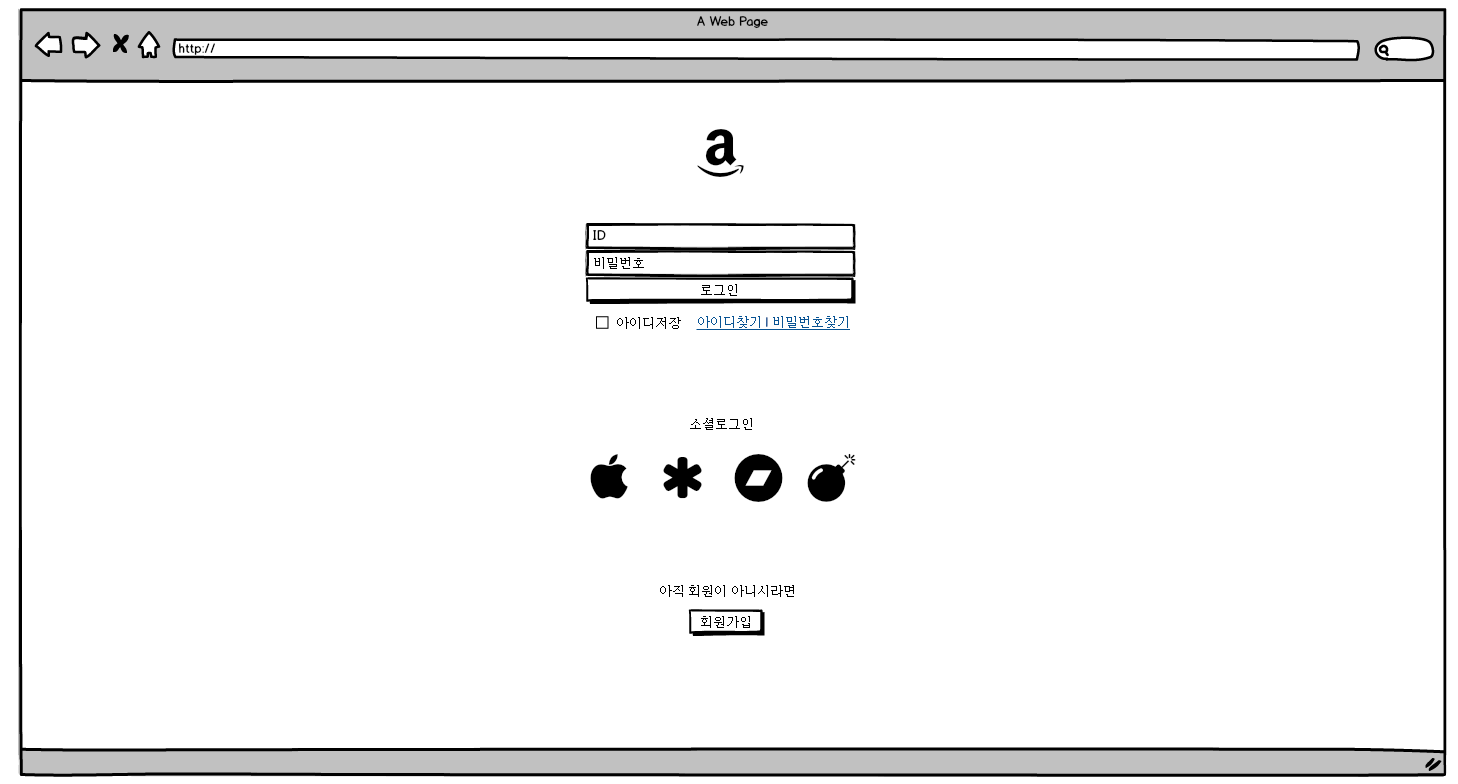 A Web Page
http://
a
ID
비밀번호
로그인
아이디저장 아이디찾기 | 비밀번호찾기
소셜로그인
아직 회원이 아니시라면
회원가입